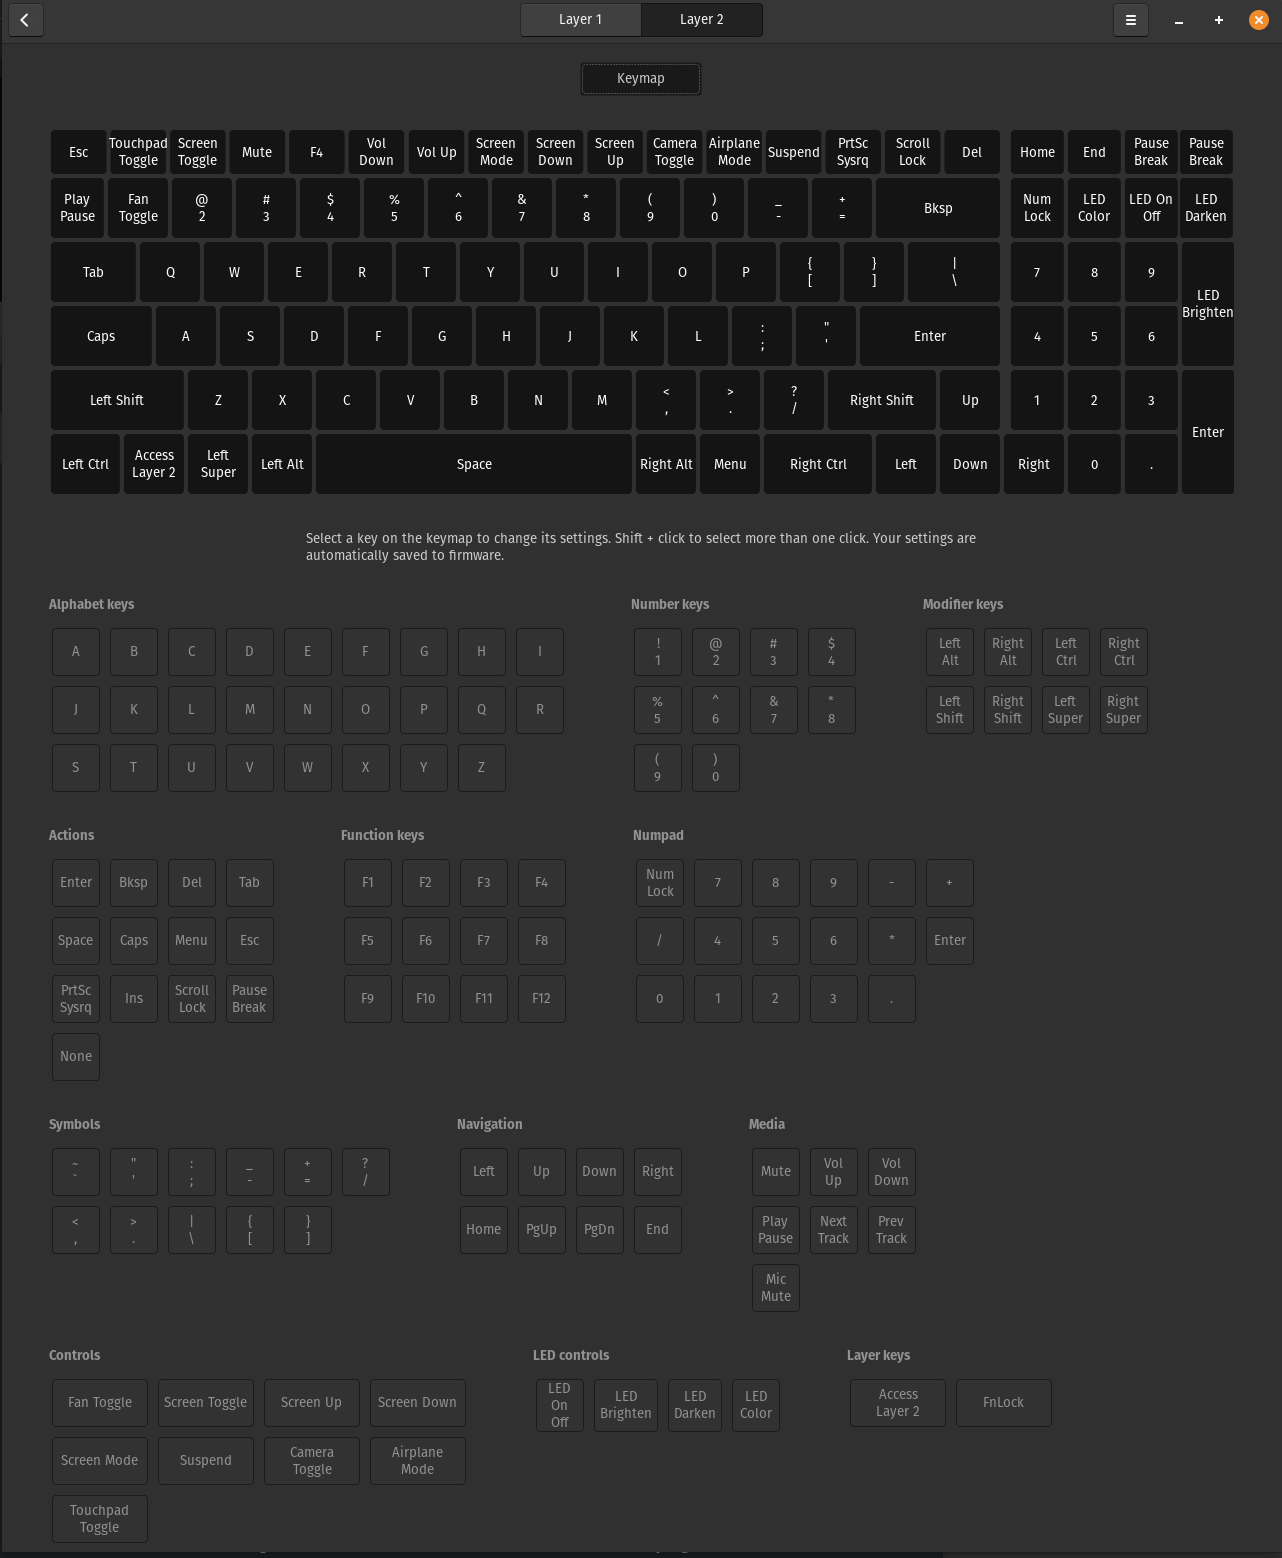 Layer 1 Layer 2
Keymap
Esc Touchpad Toggle Screen Toggle Mute F4 Vol Down Vol Up Screen Mode Screen Down Screen Up Camera Toggle Airplane Mode Suspend PrtSc Sysrq Scroll Lock Del Home End Pause Break Pause Break
Play Pause Fan Toggle @ 2 # 3 $ 4 % 5 ^ 6 & 7 * 8 ( 9 ) 0 _ - + = Bksp Num Lock LED Color LED On Off LED Darken
Tab Q W E R T Y U I O P { [ } ] | \ 7 8 9 LED Brighten
Caps A S D F G H J K L : ; " ' Enter 4 5 6
Left Shift Z X C V B N M < , > . ? / Right Shift Up 1 2 3 Enter
Left Ctrl Access Layer 2 Left Super Left Alt Space Right Alt Menu Right Ctrl Left Down Right 0 .
Select a key on the keymap to change its settings. Shift + click to select more than one click. Your settings are
automatically saved to firmware.
Alphabet keys
A B C D E F G H I
J K L M N O P Q R
S T U V W X Y Z
Number keys
! 1 @ 2 # 3 $ 4
% 5 ^ 6 & 7 * 8
( 9 ) 0
Modifier keys
Left Alt Right Alt Left Ctrl Right Ctrl
Left Shift Right Shift Left Super Right Super
Actions
Enter Bksp Del Tab
Space Caps Menu Esc
PrtSc Sysrq Ins Scroll Lock Pause Break
None
Function keys
F1 F2 F3 F4
F5 F6 F7 F8
F9 F10 F11 F12
Numpad
Num Lock 7 8 9 - +
/ 4 5 6 * Enter
0 1 2 3 .
Symbols
~ ` " ' : ; _ - + = ? /
< , > . | \ { [ } ]
Navigation
Left Up Down Right
Home PgUp PgDn End
Media
Mute Vol Up Vol Down
Play Pause Next Track Prev Track
Mic Mute
Controls
Fan Toggle Screen Toggle Screen Up Screen Down
Screen Mode Suspend Camera Toggle Airplane Mode
Touchpad Toggle
LED controls
LED On Off LED Brighten LED Darken LED Color
Layer keys
Access Layer 2 FnLock